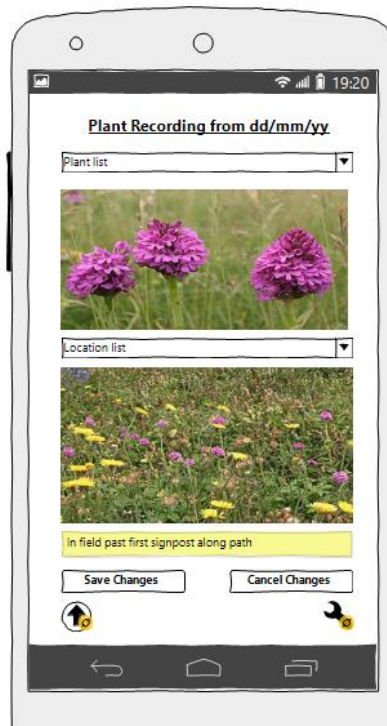 19:20
Plant Recording from dd/mm/yy
Plant list
Location list
In field past first signpost along path
Save Changes
Cancel Changes